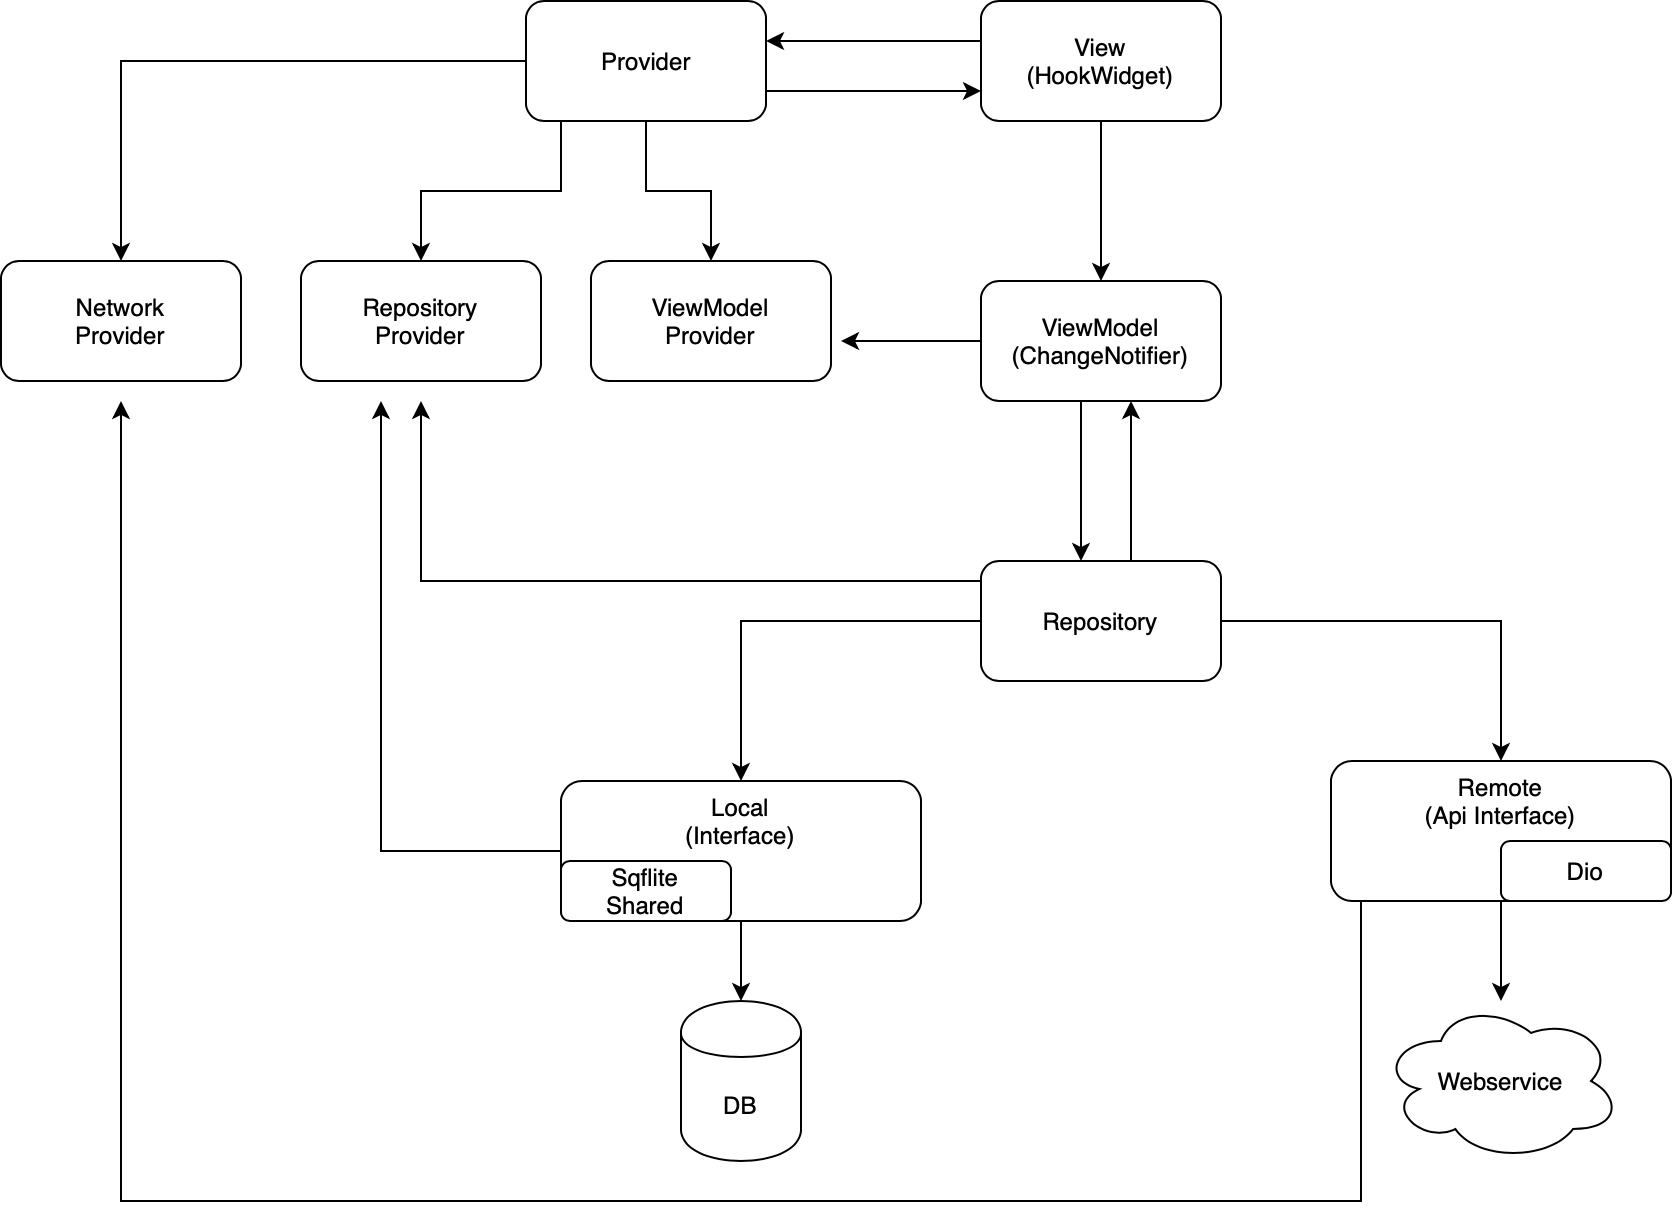 Provider
View
(HookWidget)
Network
Provider
Repository
Provider
ViewModel
Provider
ViewModel
(ChangeNotifier)
Repository
Local
(Interface)
Sqflite
Shared
Remote
(Api Interface)
Dio
DB
Webservice